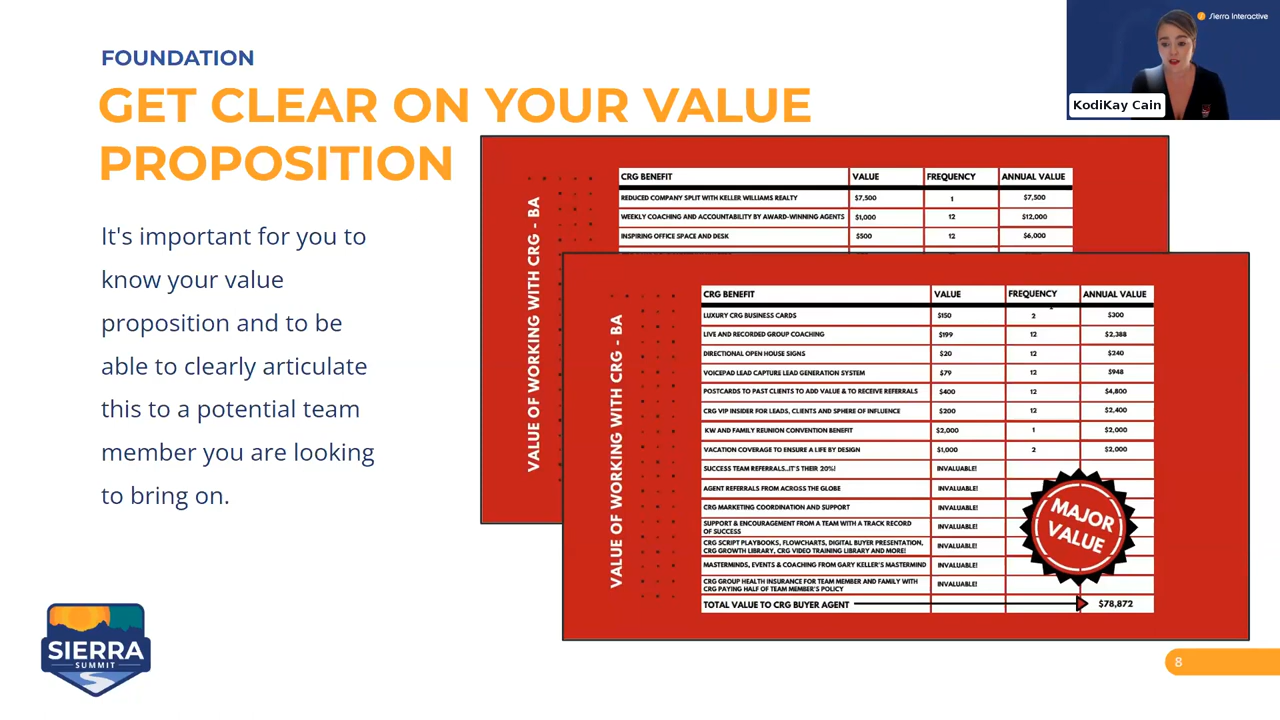 Sierra Interactive
KodiKay Cain
FOUNDATION
GET CLEAR ON YOUR VALUE
PROPOSITION
It's important for you to
know your value
proposition and to be
able to clearly articulate
this to a potential team
member you are looking
to bring on.
VALUE OF WORKING WITH CRG - BA
CRG BENEFIT VALUE FREQUENCY ANNUAL VALUE
REDUCED COMPANY SPLIT WITH KELLER WILLIAMS REALTY $7,500 1 $7,500
WEEKLY COACHING AND ACCOUNTABILITY BY AWARD-WINNING AGENTS $1,000 12 $12,000
INSPIRING OFFICE SPACE AND DESK $500 12 $6,000
VALUE OF WORKING WITH CRG - BA
CRG BENEFIT VALUE FREQUENCY ANNUAL VALUE
LUXURY CRG BUSINESS CARDS $150 2 $300
LIVE AND RECORDED GROUP COACHING $199 12 $2,388
DIRECTIONAL OPEN HOUSE SIGNS $20 12 $240
VOICEPAD LEAD CAPTURE LEAD GENERATION SYSTEM $79 12 $948
POSTCARDS TO PAST CLIENTS TO ADD VALUE & TO RECEIVE REFERRALS $400 12 $4,800
CRG VIP INSIDER FOR LEADS, CLIENTS AND SPHERE OF INFLUENCE $200 12 $2,400
KW AND FAMILY REUNION CONVENTION BENEFIT $2,000 1 $2,000
VACATION COVERAGE TO ENSURE A LIFE BY DESIGN $1,000 2 $2,000
SUCCESS TEAM REFERRALS...IT'S THEIR 20%! INVALUABLE!
AGENT REFERRALS FROM ACROSS THE GLOBE INVALUABLE!
CRG MARKETING COORDINATION AND SUPPORT INVALUABLE!
SUPPORT & ENCOURAGEMENT FROM A TEAM WITH A TRACK RECORD
OF SUCCESS INVALUABLE!
CRG SCRIPT PLAYBOOKS, FLOWCHARTS, DIGITAL BUYER PRESENTATION,
CRG GROWTH LIBRARY, CRG VIDEO TRAINING LIBRARY AND MORE! INVALUABLE!
MASTERMINDS, EVENTS & COACHING FROM GARY KELLER'S MASTERMIND INVALUABLE!
CRG GROUP HEALTH INSURANCE FOR TEAM MEMBER AND FAMILY WITH
CRG PAYING HALF OF TEAM MEMBER'S POLICY INVALUABLE!
TOTAL VALUE TO CRG BUYER AGENT $78,872
MAJOR
VALUE
SIERRA
SUMMIT
8